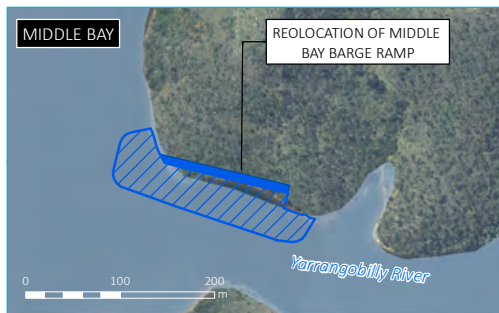 MIDDLE BAY
REOLOCATION OF MIDDLE
BAY BARGE RAMP
Yarrangobilly River
0 100 200
m